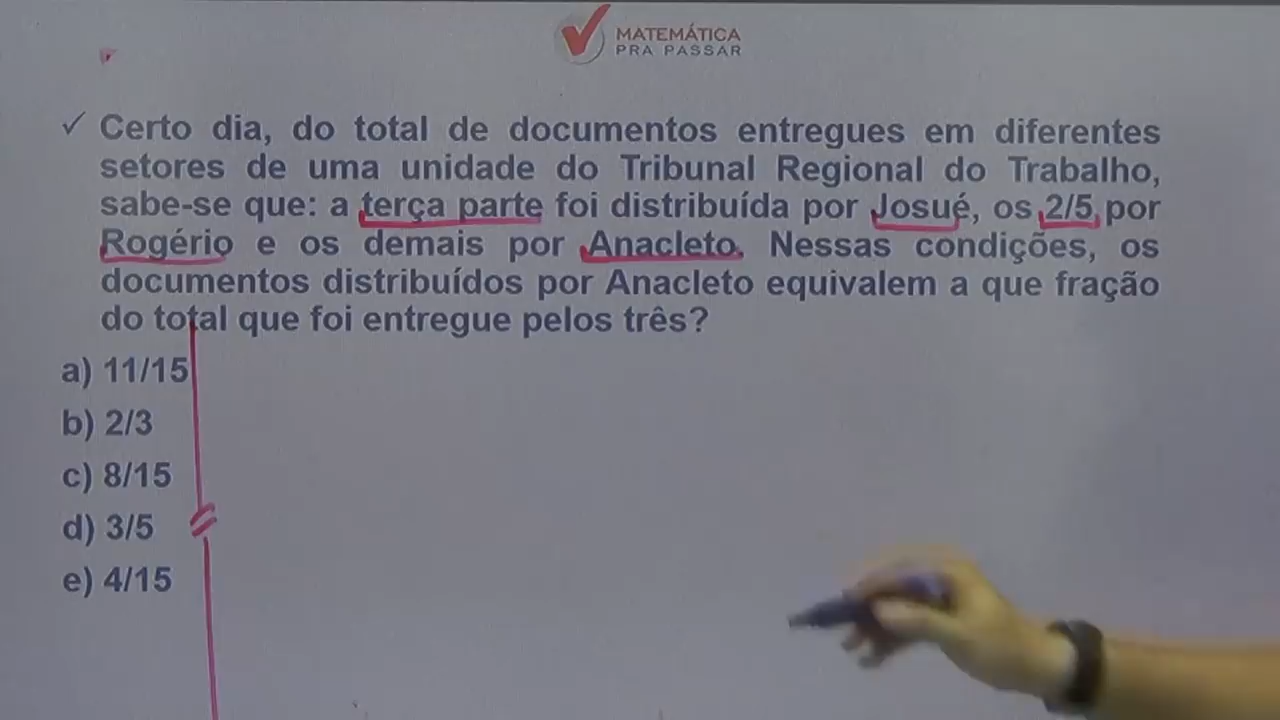 MATEMÁTICA
PRA PASSAR
✓ Certo dia, do total de documentos entregues em diferentes
setores de uma unidade do Tribunal Regional do Trabalho,
sabe-se que: a terça parte foi distribuída por Josué, os 2/5 por
Rogério e os demais por Anacleto. Nessas condições, os
documentos distribuídos por Anacleto equivalem a que fração
do total que foi entregue pelos três?
a) 11/15
b) 2/3
c) 8/15
d) 3/5
e) 4/15